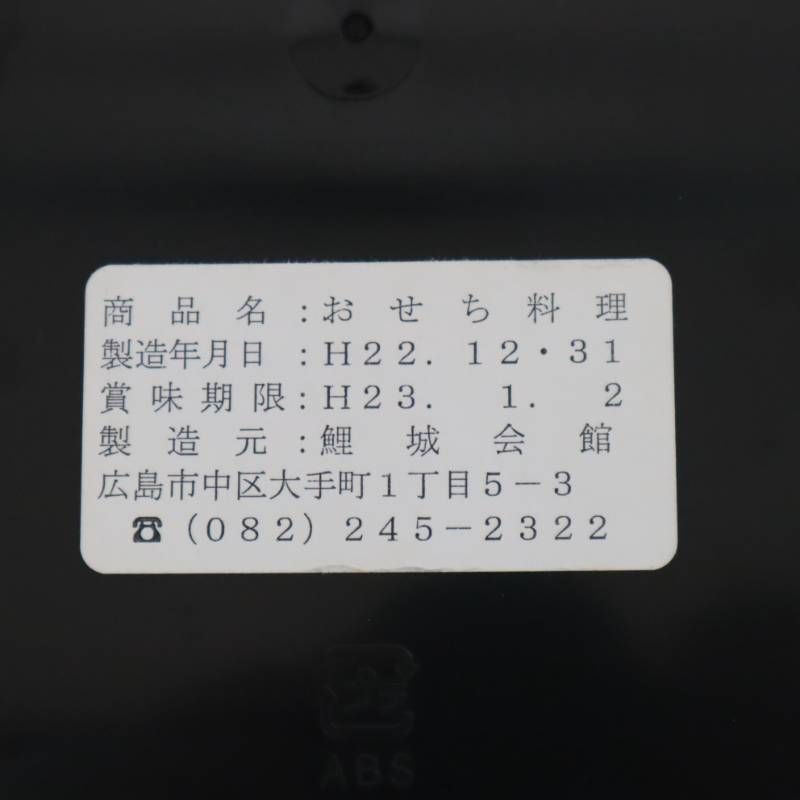 商品名:おせち料理
製造年月日:H22.12・31
賞味期限:H23. 1. 2
製造元:鯉城会館
広島市中区大手町1丁目5-3
☎(082)245-2322
プラ
ABS